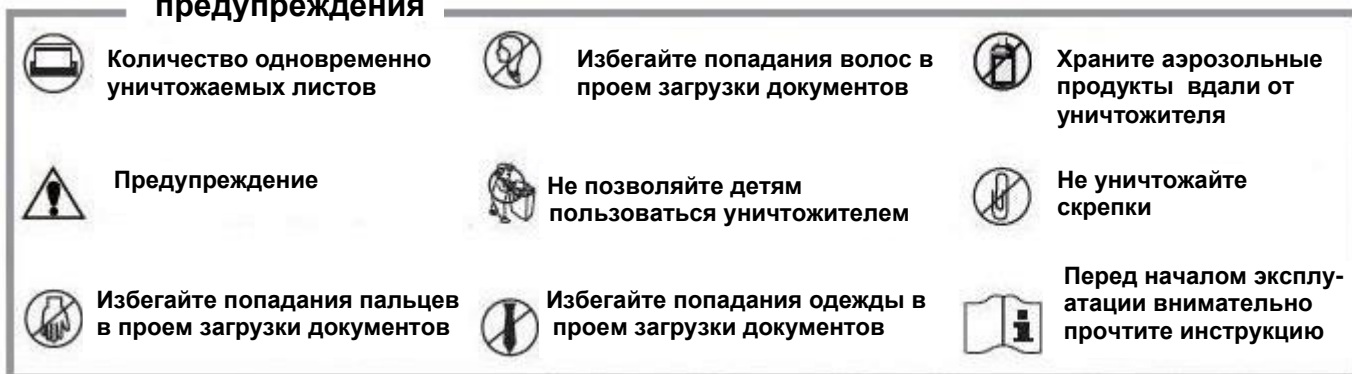 предупреждения
Количество одновременно
уничтожаемых листов
Избегайте попадания волос в
проем загрузки документов
Храните аэрозольные
продукты вдали от
уничтожителя
Предупреждение
Не позволяйте детям
пользоваться уничтожителем
Не уничтожайте
скрепки
Избегайте попадания пальцев
в проем загрузки документов
Избегайте попадания одежды в
проем загрузки документов
Перед началом эксплу-
атации внимательно
прочтите инструкцию